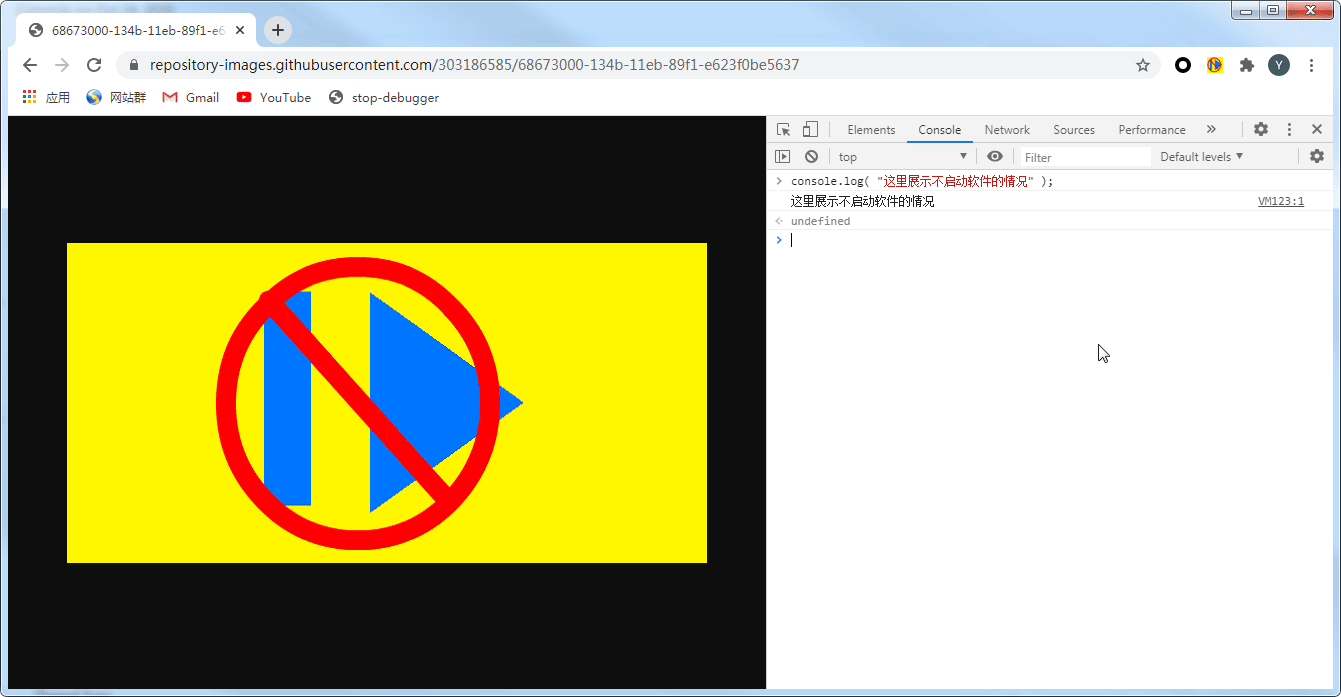 68673000-134b-11eb-89f1-e6
repository-images.githubusercontent.com/303186585/68673000-134b-11eb-89f1-e623f0be5637
Y
应用 网站群 Gmail YouTube stop-debugger
Elements Console Network Sources Performance
top Filter Default levels
console.log( "这里展示不启动软件的情况" );
这里展示不启动软件的情况 VM123:1
undefined